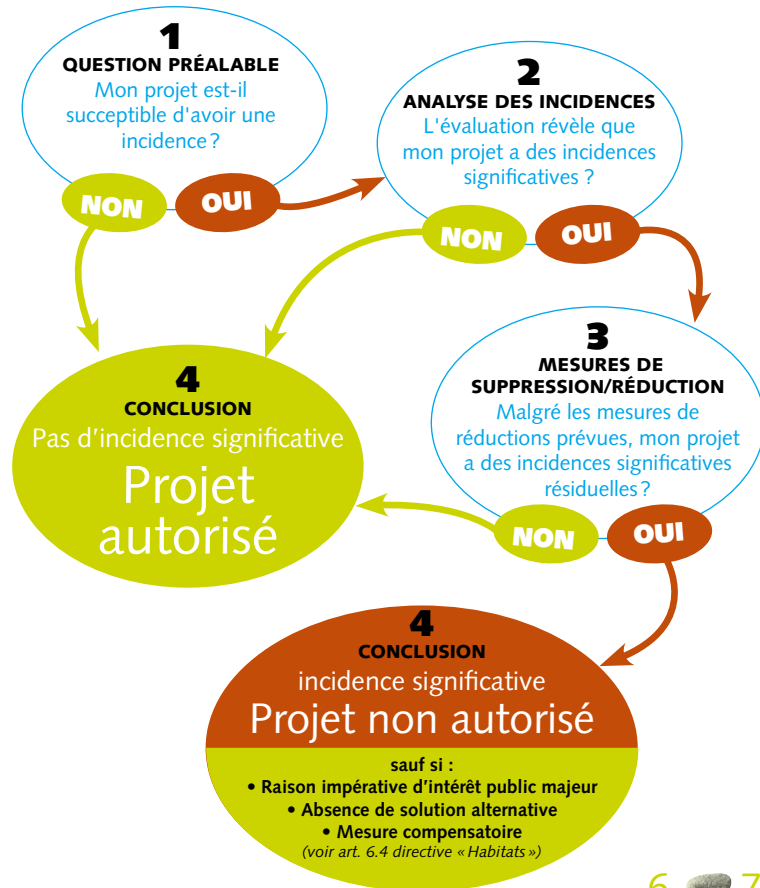 1
QUESTION PRÉALABLE
Mon projet est-il
succeptible d'avoir une
incidence ?
NON
OUI
2
ANALYSE DES INCIDENCES
L'évaluation révèle que
mon projet a des incidences
significatives ?
NON
OUI
3
MESURES DE
SUPPRESSION/RÉDUCTION
Malgré les mesures de
réductions prévues, mon projet
a des incidences significatives
résiduelles ?
NON
OUI
4
CONCLUSION
Pas d'incidence significative
Projet
autorisé
4
CONCLUSION
incidence significative
Projet non autorisé
sauf si :
• Raison impérative d'intérêt public majeur
• Absence de solution alternative
• Mesure compensatoire
(voir art. 6.4 directive « Habitats »)
6 7